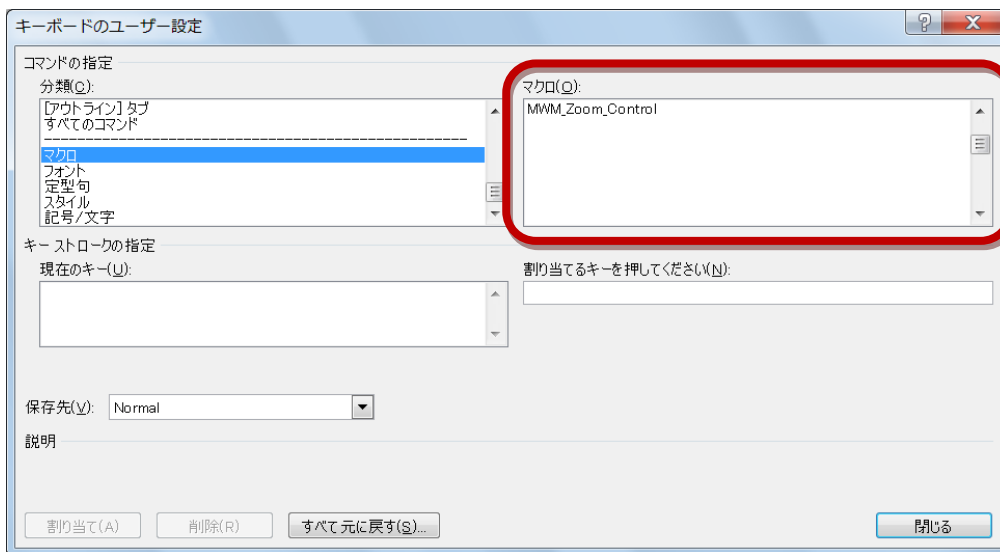 キーボードのユーザー設定
コマンドの指定
分類(C):
[アウトライン] タブ
すべてのコマンド
--------------------------------------------------
マクロ
フォント
定型句
スタイル
記号/文字
マクロ(O):
MWM_Zoom_Control
キー ストロークの指定
現在のキー(U):
割り当てるキーを押してください(N):
保存先(V):
Normal
説明
割り当て(A)
削除(R)
すべて元に戻す(S)...
閉じる